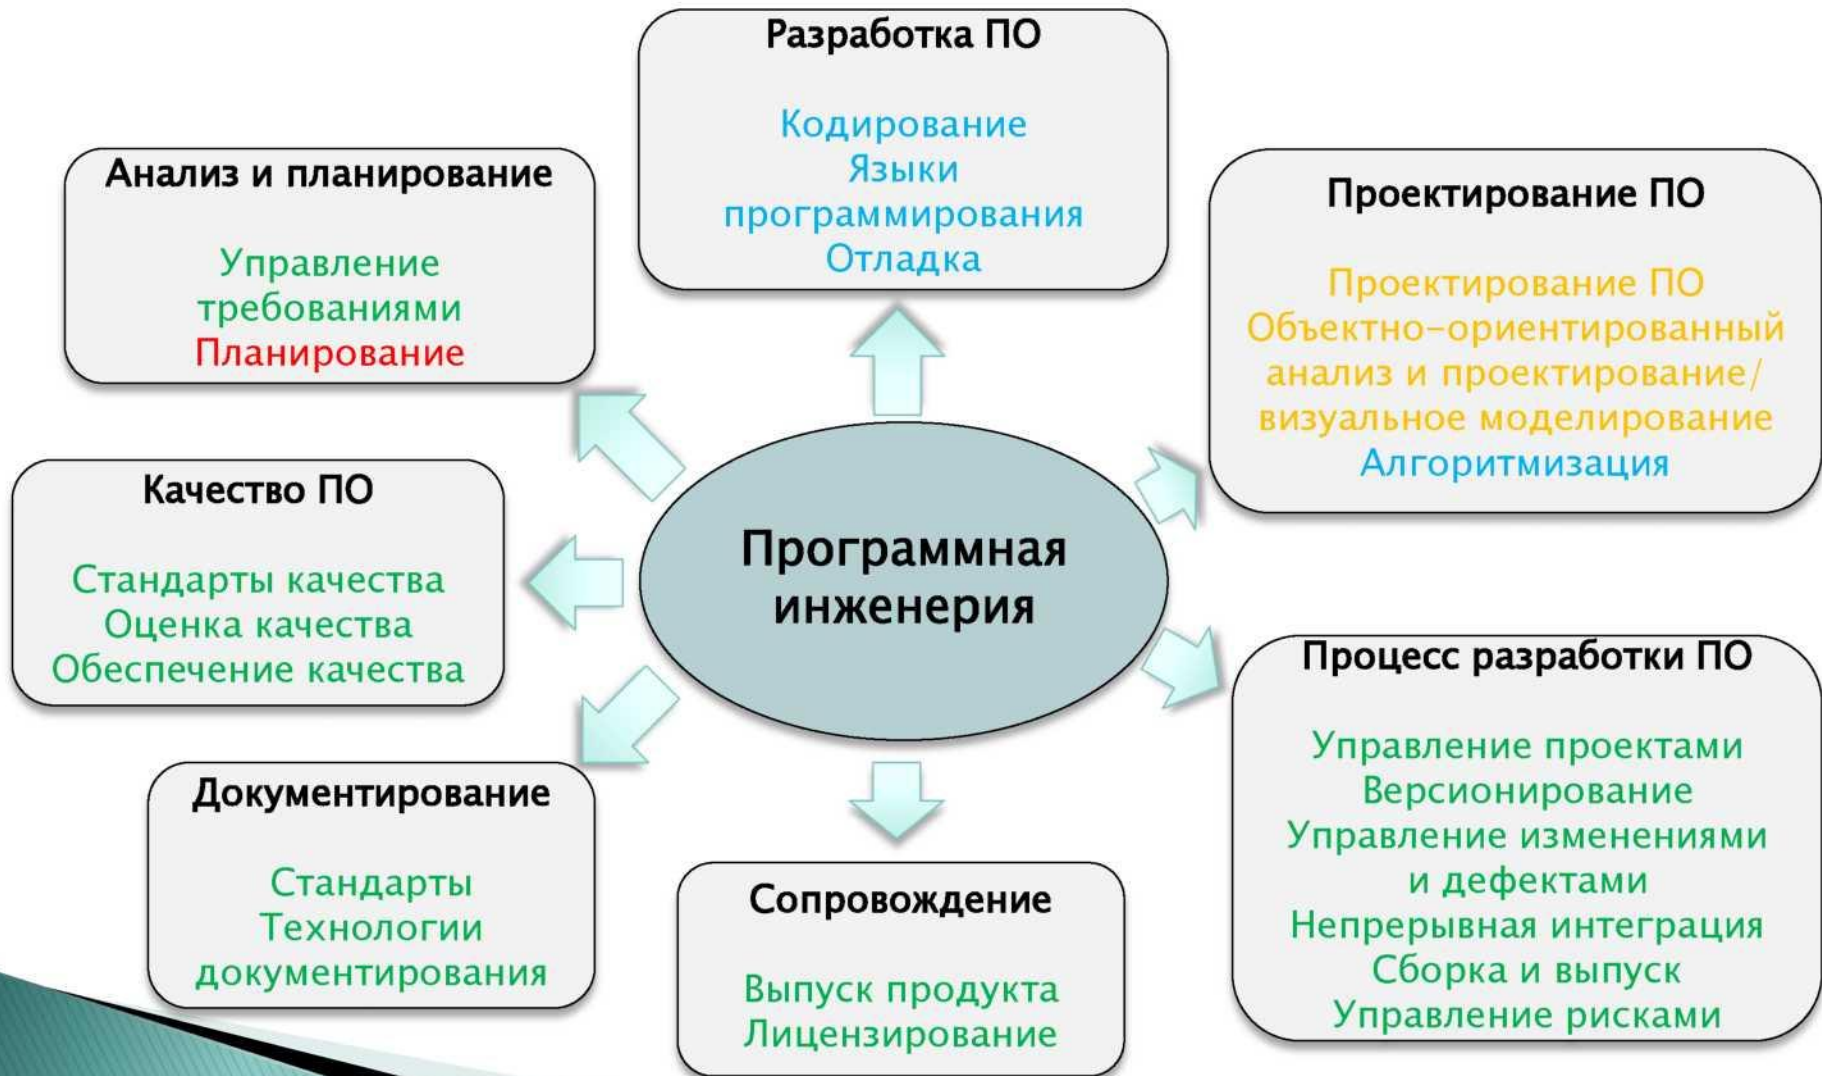 Разработка ПО
Кодирование
Языки
программирования
Отладка
Анализ и планирование
Управление
требованиями
Планирование
Проектирование ПО
Проектирование ПО
Объектно-ориентированный
анализ и проектирование/
визуальное моделирование
Алгоритмизация
Качество ПО
Стандарты качества
Оценка качества
Обеспечение качества
Программная
инженерия
Процесс разработки ПО
Управление проектами
Версионирование
Управление изменениями
и дефектами
Непрерывная интеграция
Сборка и выпуск
Управление рисками
Документирование
Стандарты
Технологии
документирования
Сопровождение
Выпуск продукта
Лицензирование